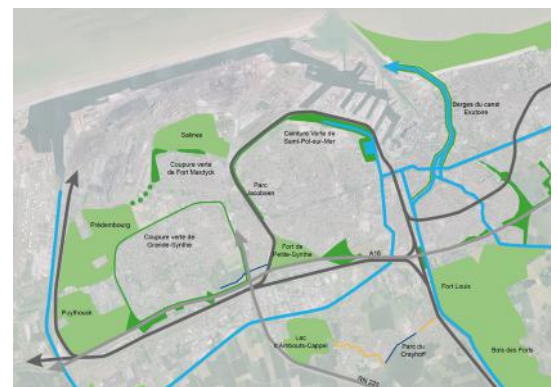 Salines
Coupure verte
de Fort Mardyck
Ceinture Verte de
Saint-Pol-sur-Mer
Berges du canal
Exutoire
Parc
Jacobsen
Prédembourg
Coupure verte de
Grande-Synthe
Fort de
Petite-Synthe
A16
Puythouck
Fort Louis
Lac
d'Armbouts-Cappel
Parc du
Crayhoff
Bois des Forts
RN 225